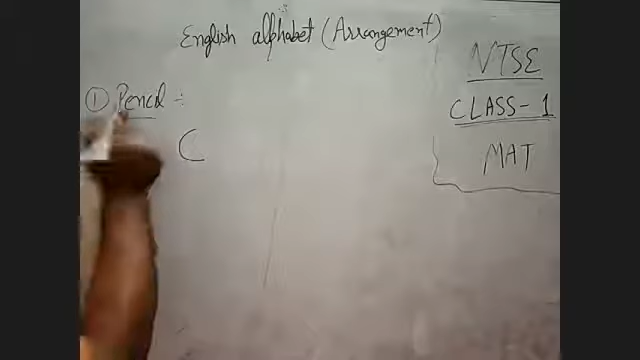 English alphabet (Arrangement)
① Pencil ÷
C
NTSE
CLASS-1
MAT